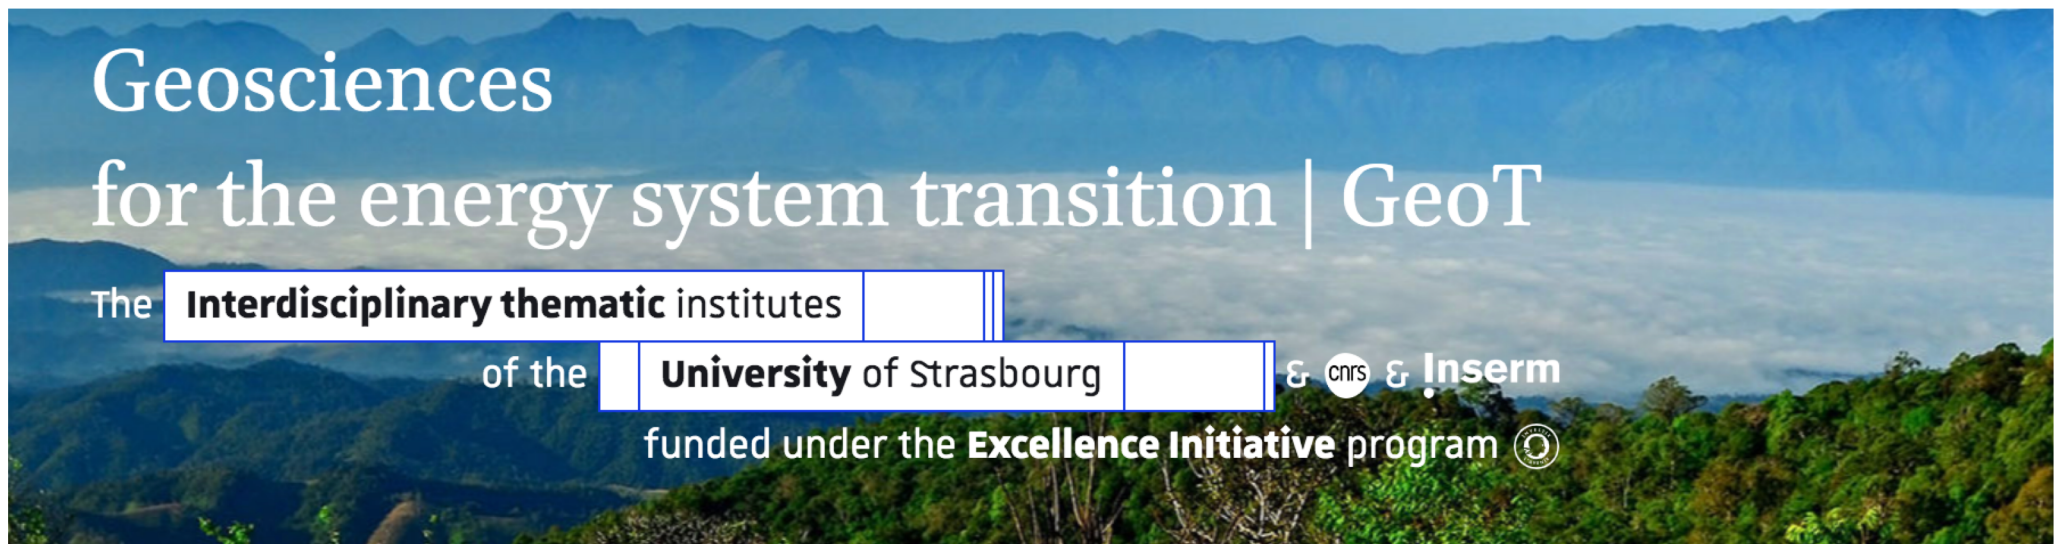 Geosciences
for the energy system transition | GeoT
The Interdisciplinary thematic institutes
of the University of Strasbourg & cnrs & Inserm
funded under the Excellence Initiative program